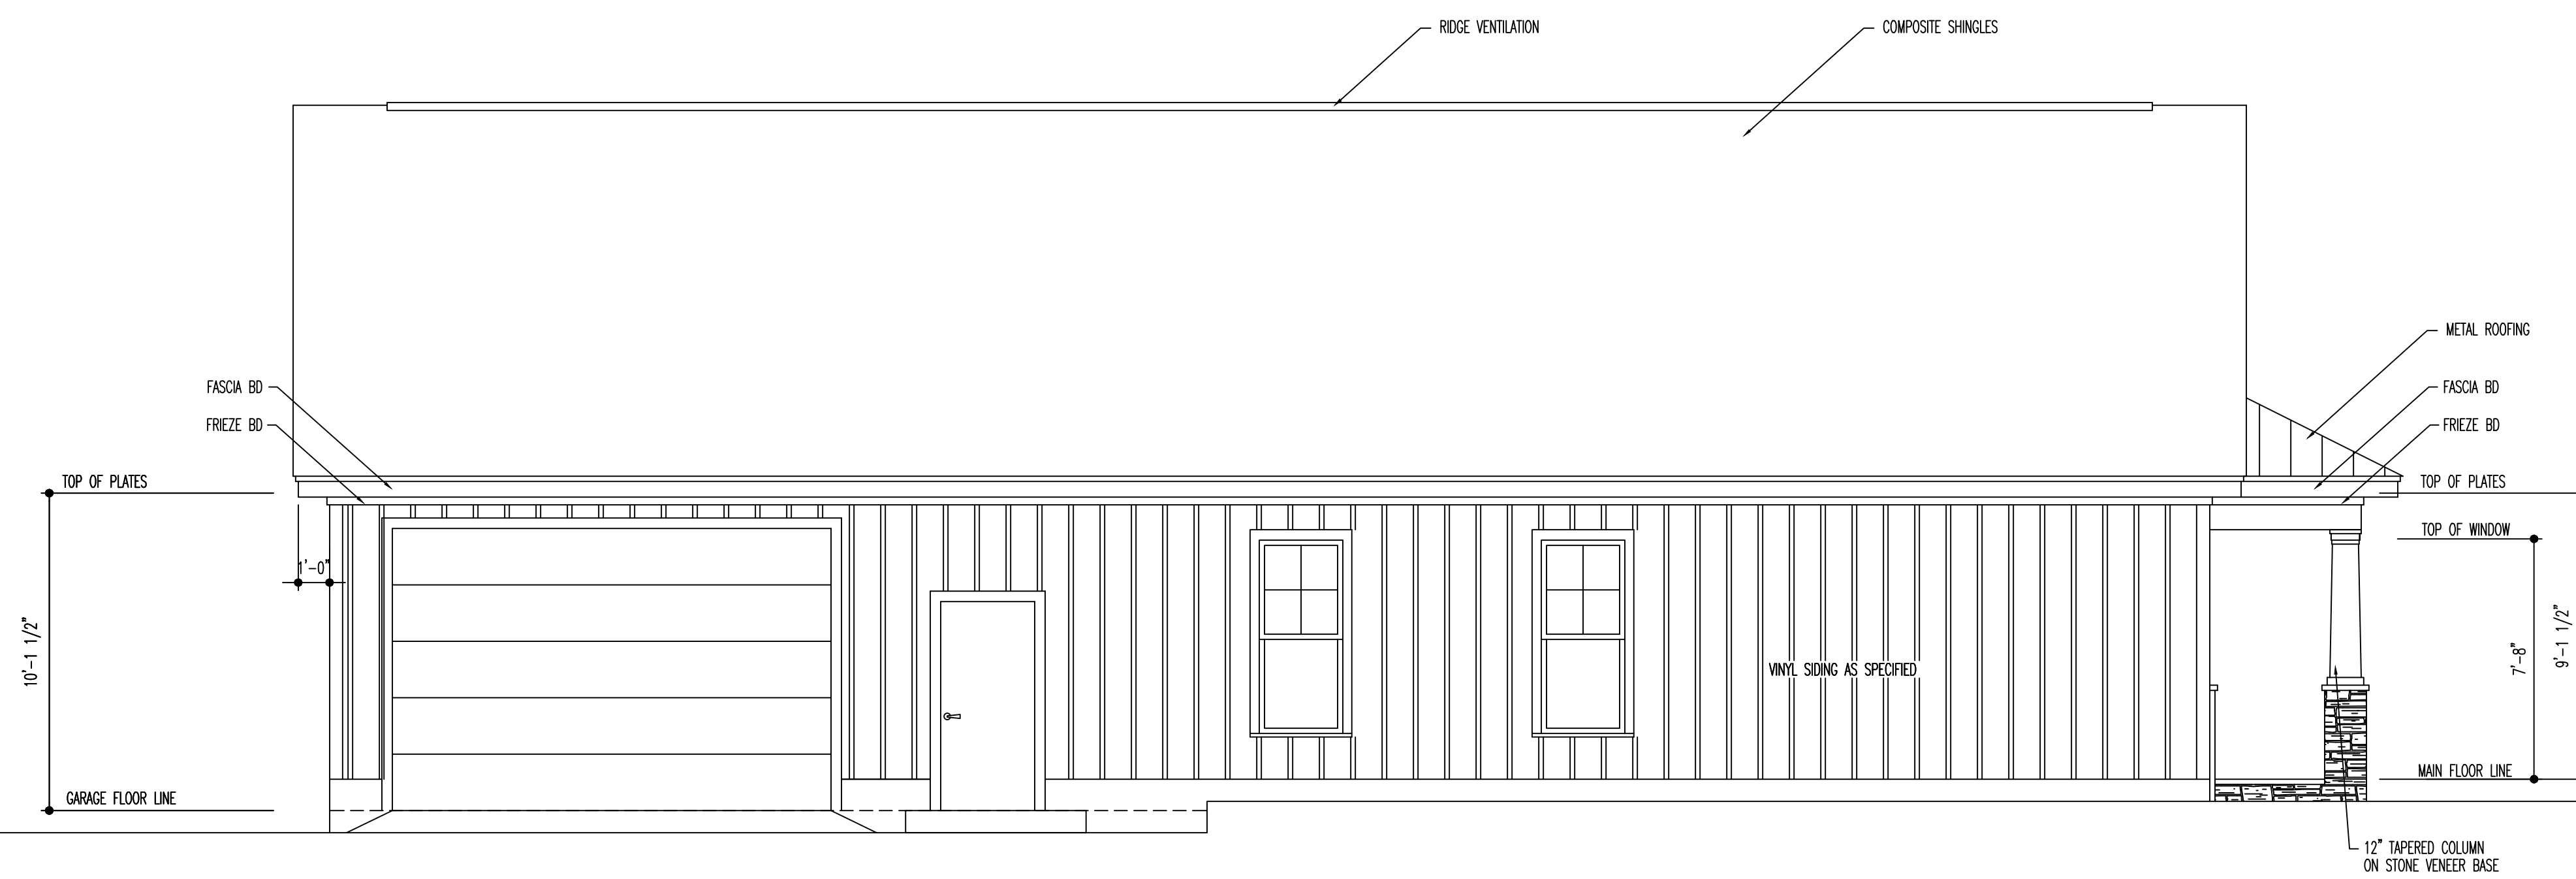 RIDGE VENTILATION
COMPOSITE SHINGLES
METAL ROOFING
FASCIA BD
FASCIA BD
FRIEZE BD
FRIEZE BD
TOP OF PLATES
TOP OF PLATES
TOP OF WINDOW
1'-0"
10'-1 1/2"
7'-8"
9'-1 1/2"
VINYL SIDING AS SPECIFIED
MAIN FLOOR LINE
GARAGE FLOOR LINE
12" TAPERED COLUMN
ON STONE VENEER BASE